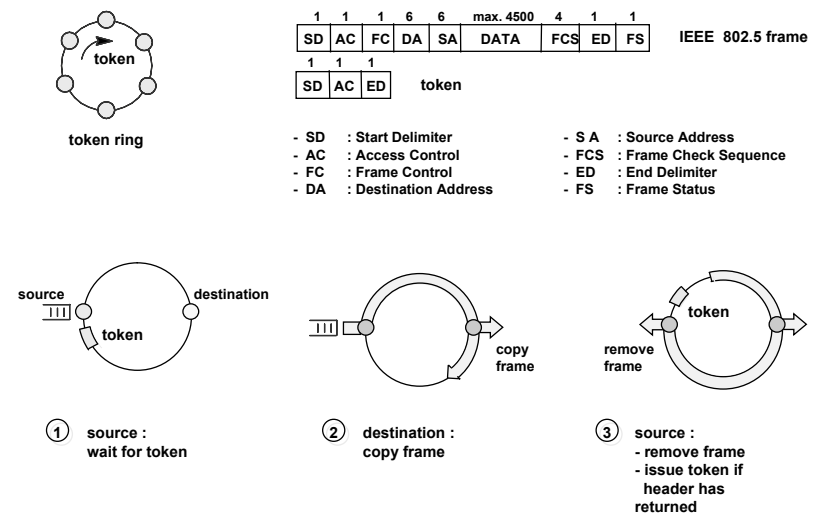 token
token ring
1 1 1 6 6 max. 4500 4 1 1
SD AC FC DA SA DATA FCS ED FS IEEE 802.5 frame
1 1 1
SD AC ED token
- SD : Start Delimiter
- AC : Access Control
- FC : Frame Control
- DA : Destination Address
- S A : Source Address
- FCS : Frame Check Sequence
- ED : End Delimiter
- FS : Frame Status
source
destination
token
copy
frame
token
remove
frame
1 source :
wait for token
2 destination :
copy frame
3 source :
- remove frame
- issue token if
header has
returned